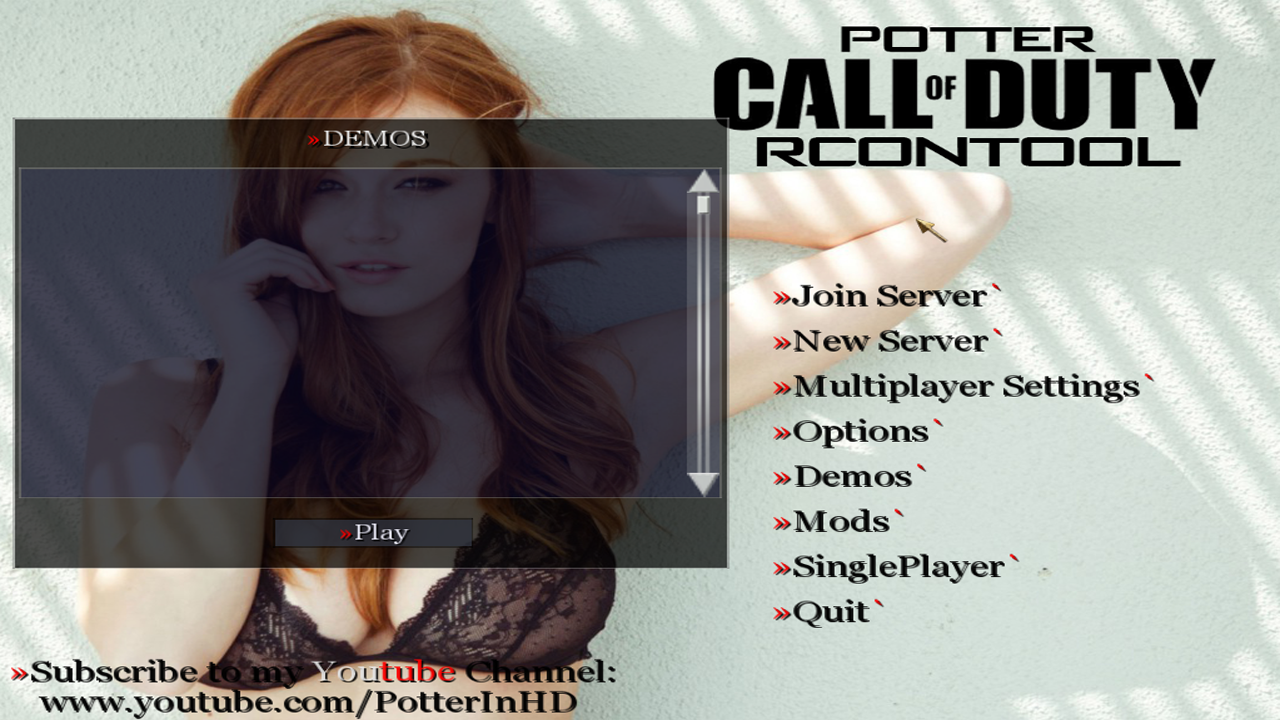 POTTER
CALL OF DUTY
RCONTOOL
»DEMOS
»Play
»Join Server`
»New Server`
»Multiplayer Settings`
»Options`
»Demos`
»Mods`
»SinglePlayer`
»Quit`
»Subscribe to my Youtube Channel:
www.youtube.com/PotterInHD